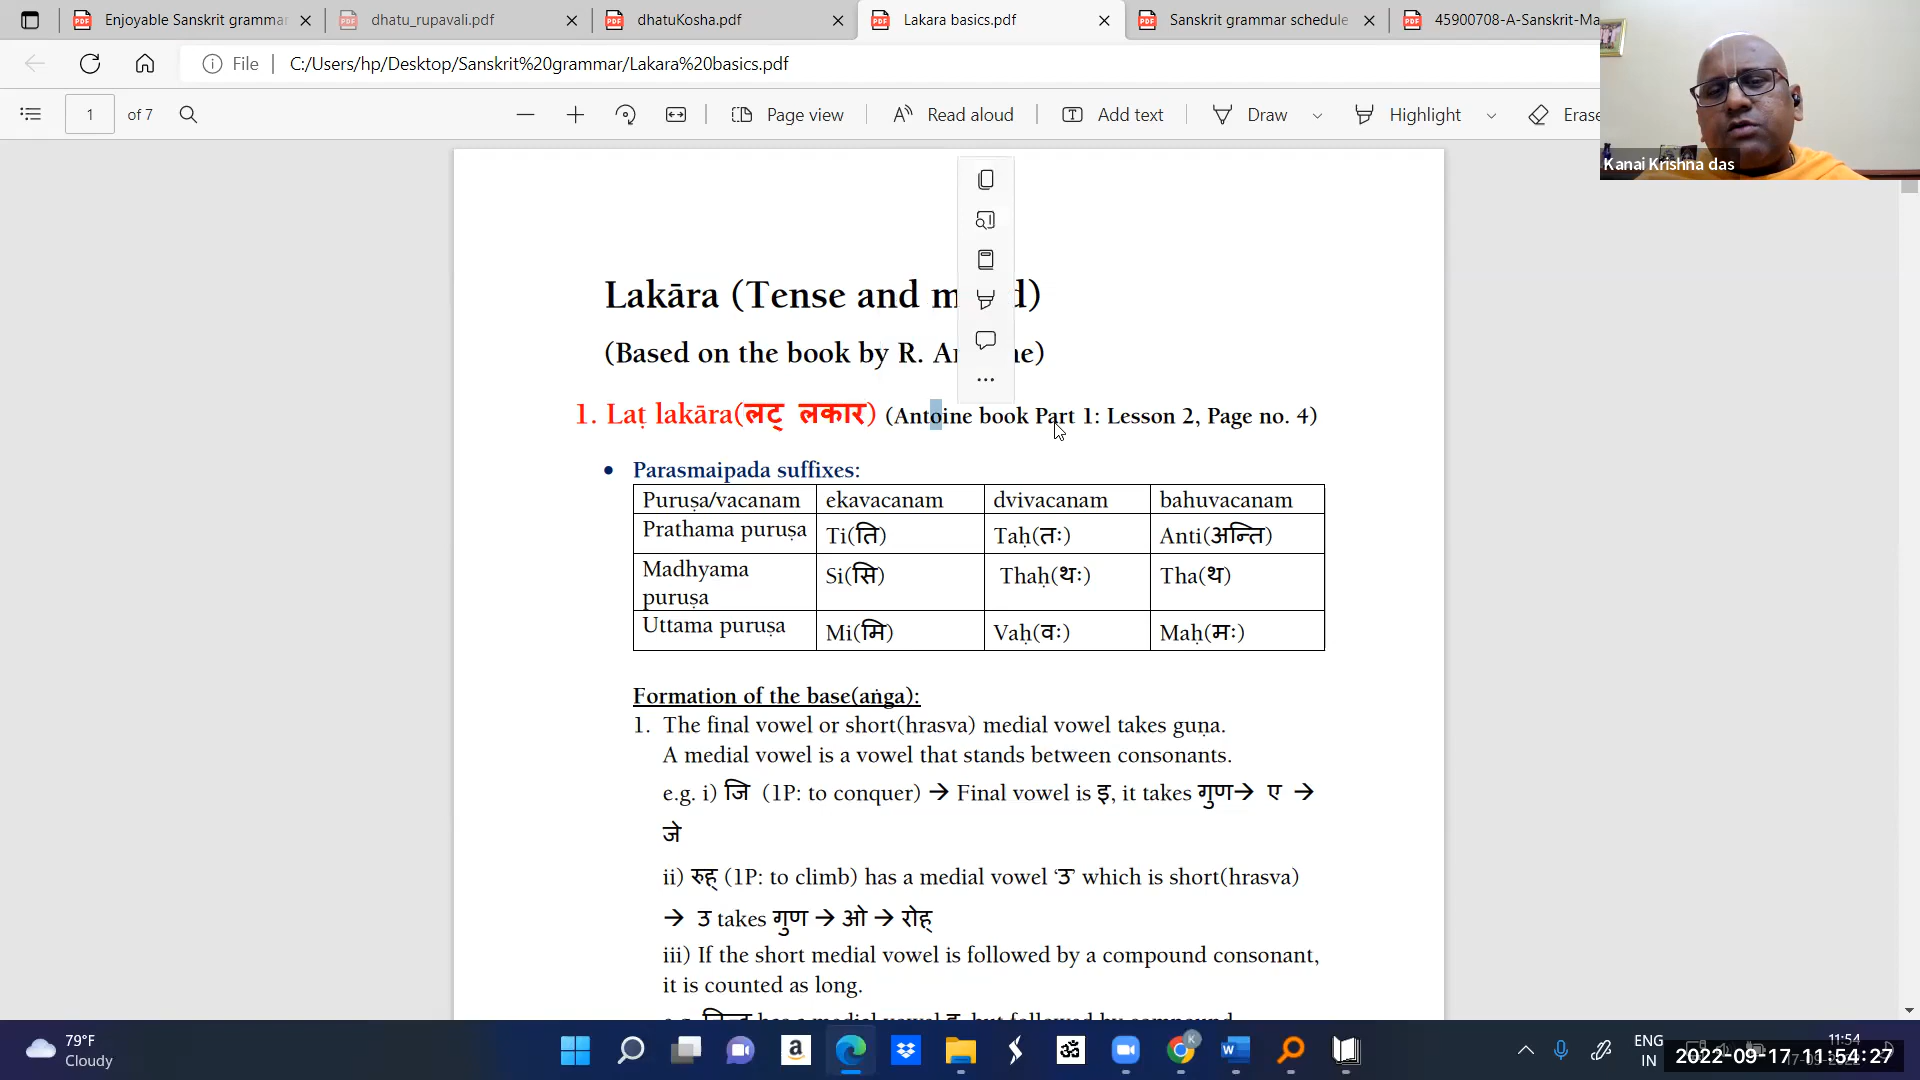 Enjoyable Sanskrit grammar
dhatu_rupavali.pdf
dhatuKosha.pdf
Lakara basics.pdf
Sanskrit grammar schedule
45900708-A-Sanskrit-Ma
File
C:/Users/hp/Desktop/Sanskrit%20grammar/Lakara%20basics.pdf
1 of 7
Page view
Read aloud
Add text
Draw
Highlight
Erase
Kanai Krishna das
Lakāra (Tense and m d)
(Based on the book by R. An ne)
1. Laṭ lakāra(लट् लकार) (Antoine book Part 1: Lesson 2, Page no. 4)
• Parasmaipada suffixes:
Puruṣa/vacanam ekavacanam dvivacanam bahuvacanam
Prathama puruṣa Ti(ति) Taḥ(तः) Anti(अन्ति)
Madhyama puruṣa Si(सि) Thaḥ(थः) Tha(थ)
Uttama puruṣa Mi(मि) Vaḥ(वः) Maḥ(मः)
Formation of the base(aṅga):
1. The final vowel or short(hrasva) medial vowel takes guṇa.
A medial vowel is a vowel that stands between consonants.
e.g. i) जि (1P: to conquer) → Final vowel is इ, it takes गुण→ ए →
जे
ii) रुह् (1P: to climb) has a medial vowel ‘उ’ which is short(hrasva)
→ उ takes गुण → ओ → रोह्
iii) If the short medial vowel is followed by a compound consonant,
it is counted as long.
79°F
Cloudy
ENG
IN
11:54
2022-09-17 11:54:27